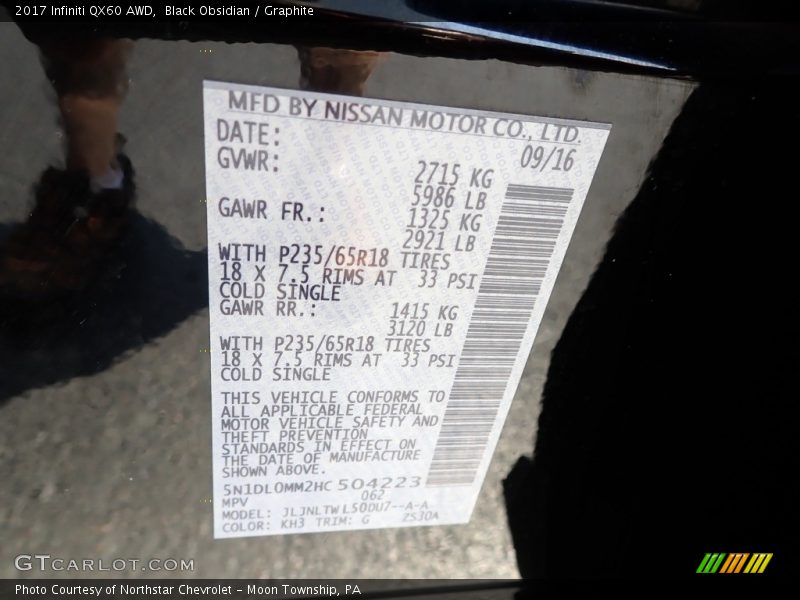 2017 Infiniti QX60 AWD, Black Obsidian / Graphite
MFD BY NISSAN MOTOR CO., LTD.
DATE: 09/16
GVWR: 2715 KG
5986 LB
GAWR FR.: 1325 KG
2921 LB
WITH P235/65R18 TIRES
18 X 7.5 RIMS AT 33 PSI
COLD SINGLE
GAWR RR.: 1415 KG
3120 LB
WITH P235/65R18 TIRES
18 X 7.5 RIMS AT 33 PSI
COLD SINGLE
THIS VEHICLE CONFORMS TO
ALL APPLICABLE FEDERAL
MOTOR VEHICLE SAFETY AND
THEFT PREVENTION
STANDARDS IN EFFECT ON
THE DATE OF MANUFACTURE
SHOWN ABOVE.
5N1DL0MM2HC 504223
MPV 062
MODEL: JLJNLTWL50DU7--A-A
COLOR: KH3 TRIM: G ZS30A
GTCARLOT.COM
Photo Courtesy of Northstar Chevrolet - Moon Township, PA